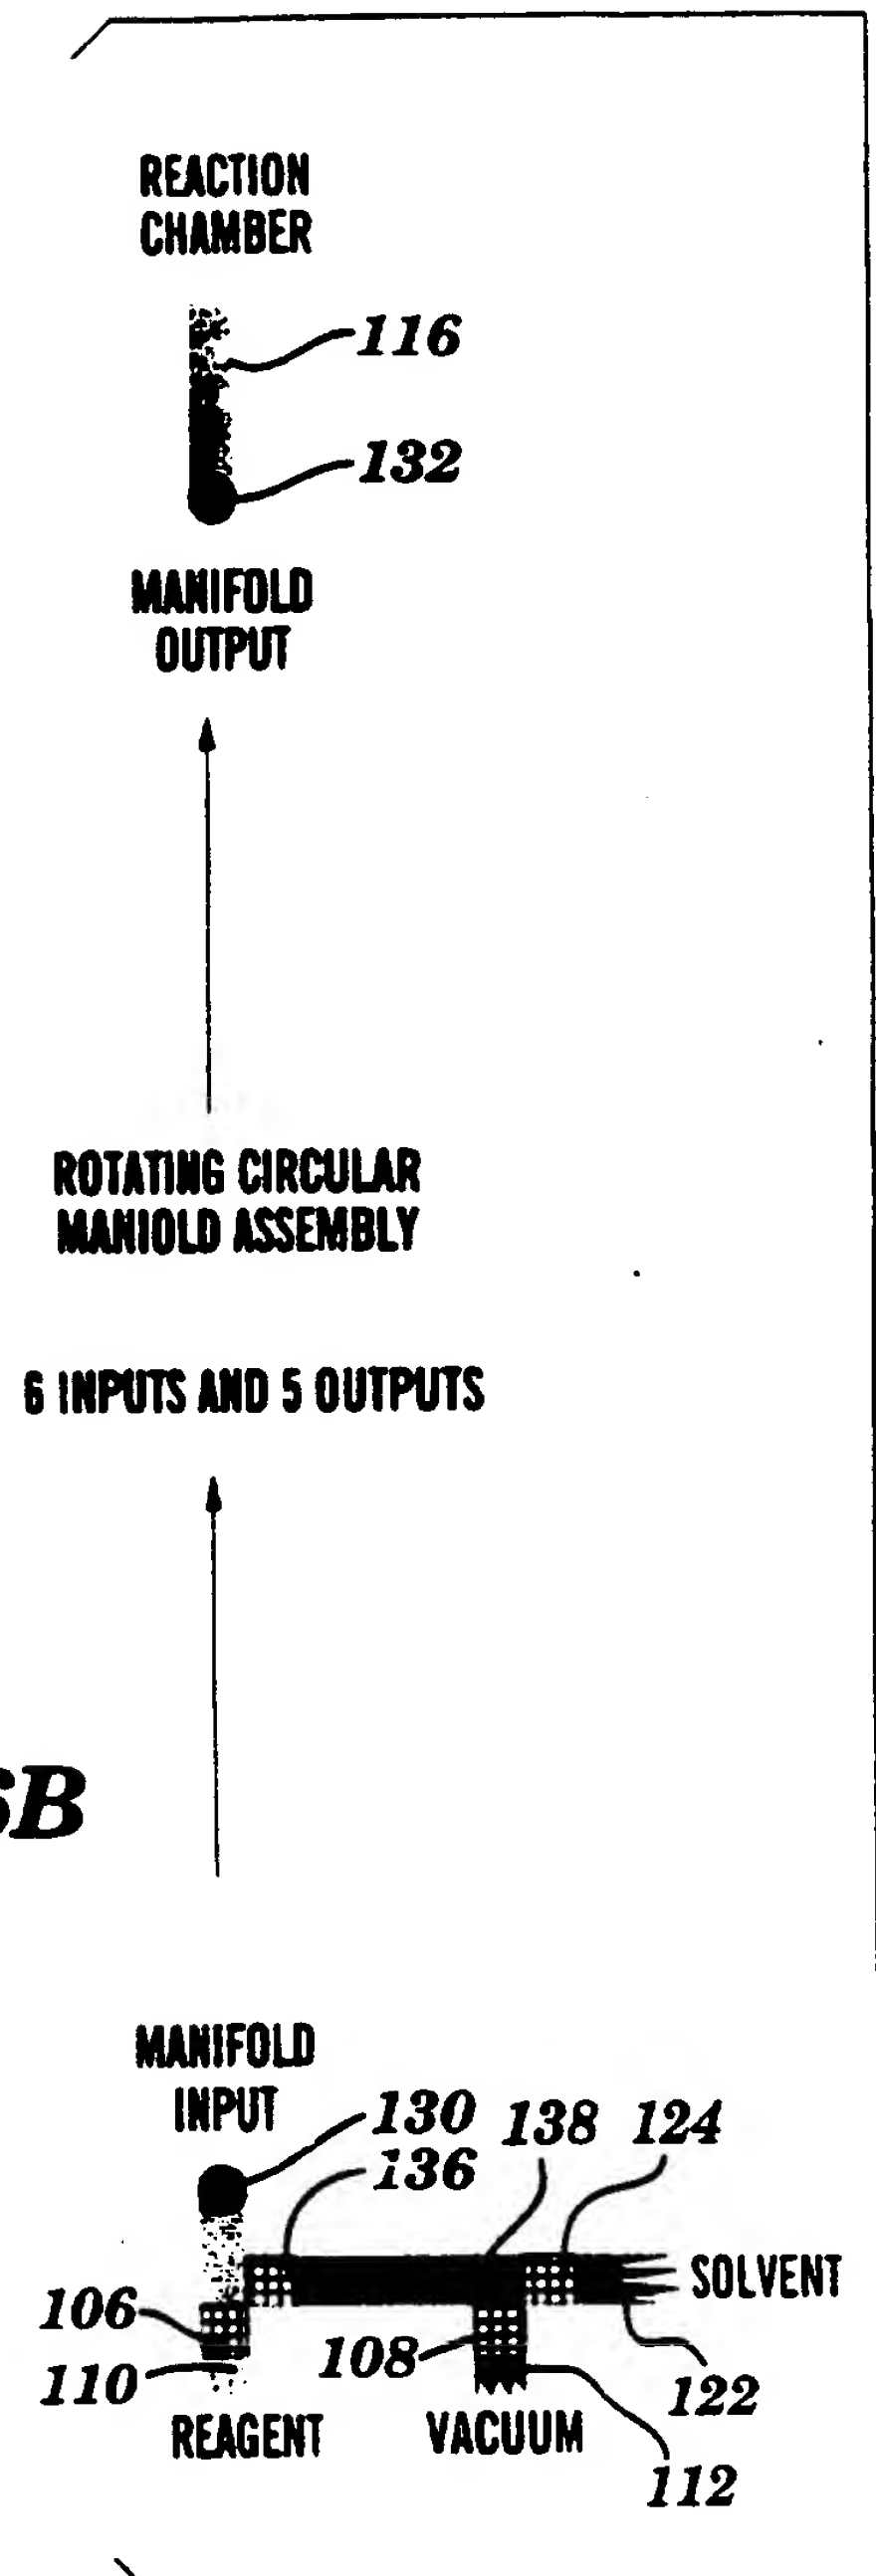 REACTION
CHAMBER
116
132
MANIFOLD
OUTPUT
ROTATING CIRCULAR
MANIOLD ASSEMBLY
6 INPUTS AND 5 OUTPUTS
6B
MANIFOLD
INPUT
130 138 124
136
SOLVENT
106
108
110
122
REAGENT VACUUM
112